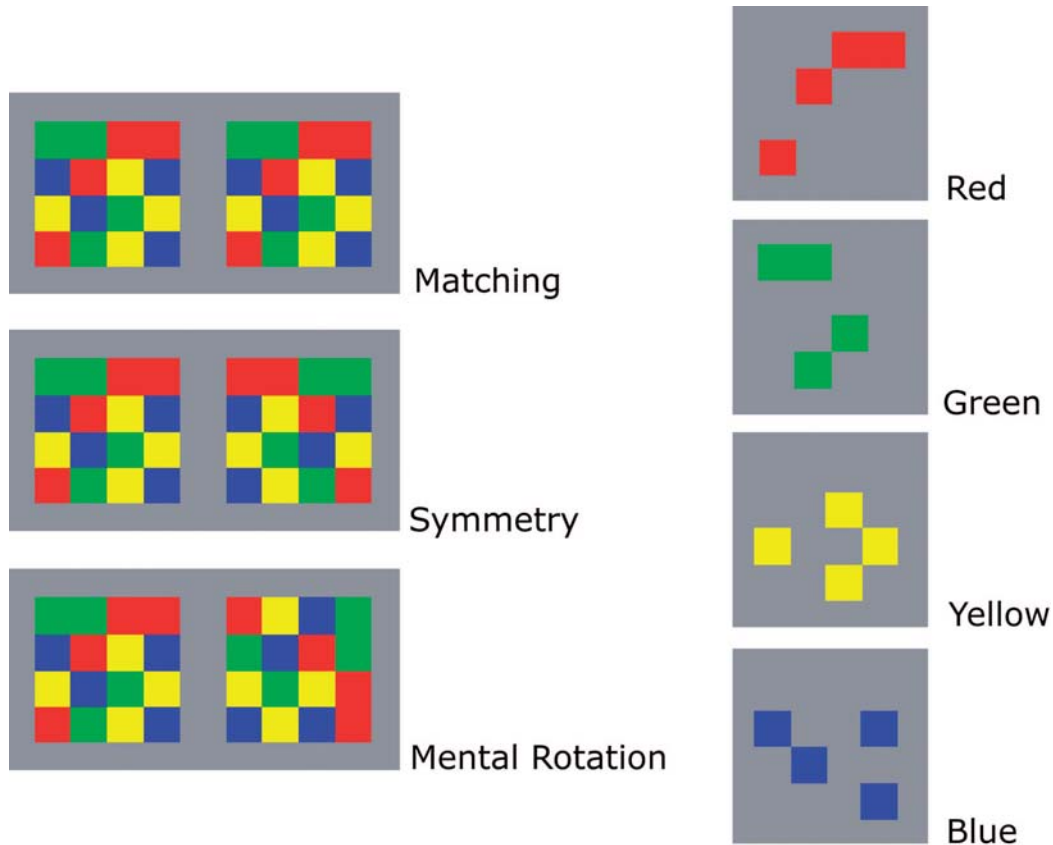 Matching
Symmetry
Mental Rotation
Red
Green
Yellow
Blue